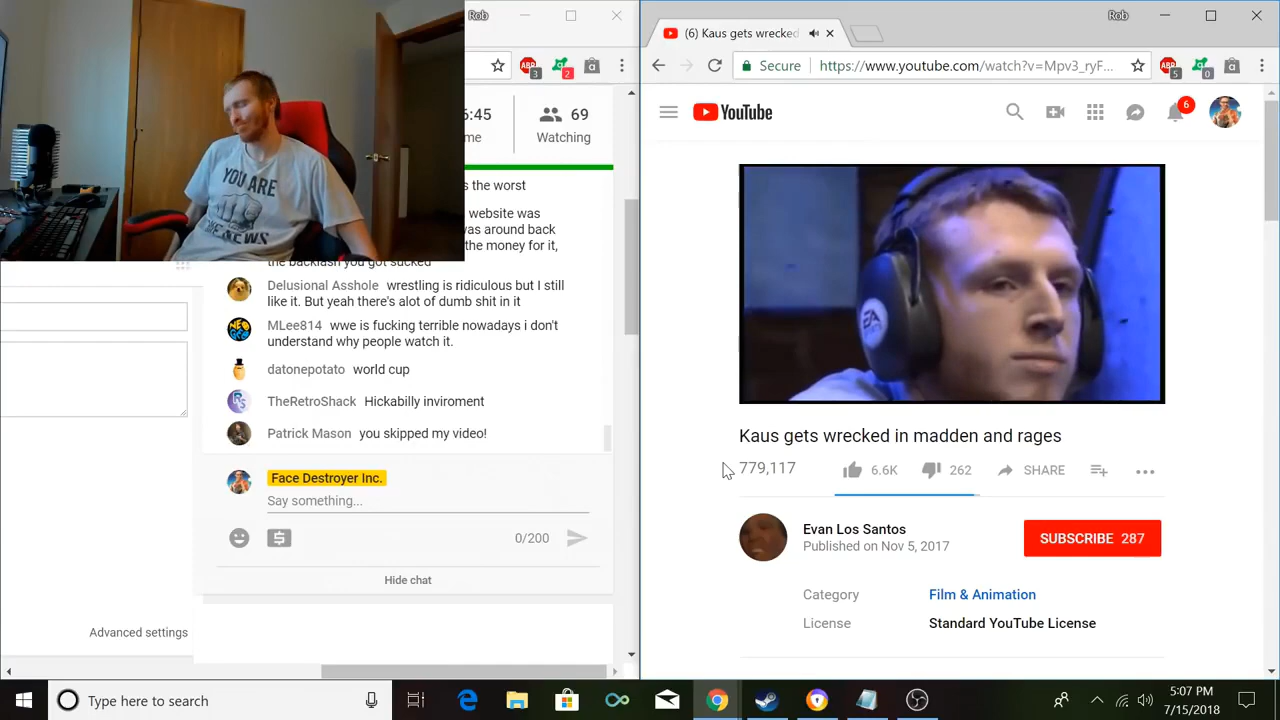 Rob
Rob
(6) Kaus gets wrecked
Secure
https://www.youtube.com/watch?v=Mpv3_ryF...
3
2
5
0
YouTube
6
:45
me
69
Watching
YOU ARE
NEWS
s the worst
website was
was around back
the money for it,
the backlash you got sucked
Delusional Asshole wrestling is ridiculous but I still
like it. But yeah there's alot of dumb shit in it
MLee814 wwe is fucking terrible nowadays i don't
understand why people watch it.
datonepotato world cup
TheRetroShack Hickabilly inviroment
Patrick Mason you skipped my video!
Face Destroyer Inc.
Say something...
0/200
Hide chat
Advanced settings
EA
Kaus gets wrecked in madden and rages
779,117
6.6K
262
SHARE
Evan Los Santos
Published on Nov 5, 2017
SUBSCRIBE 287
Category
Film & Animation
License
Standard YouTube License
Type here to search
5:07 PM
7/15/2018